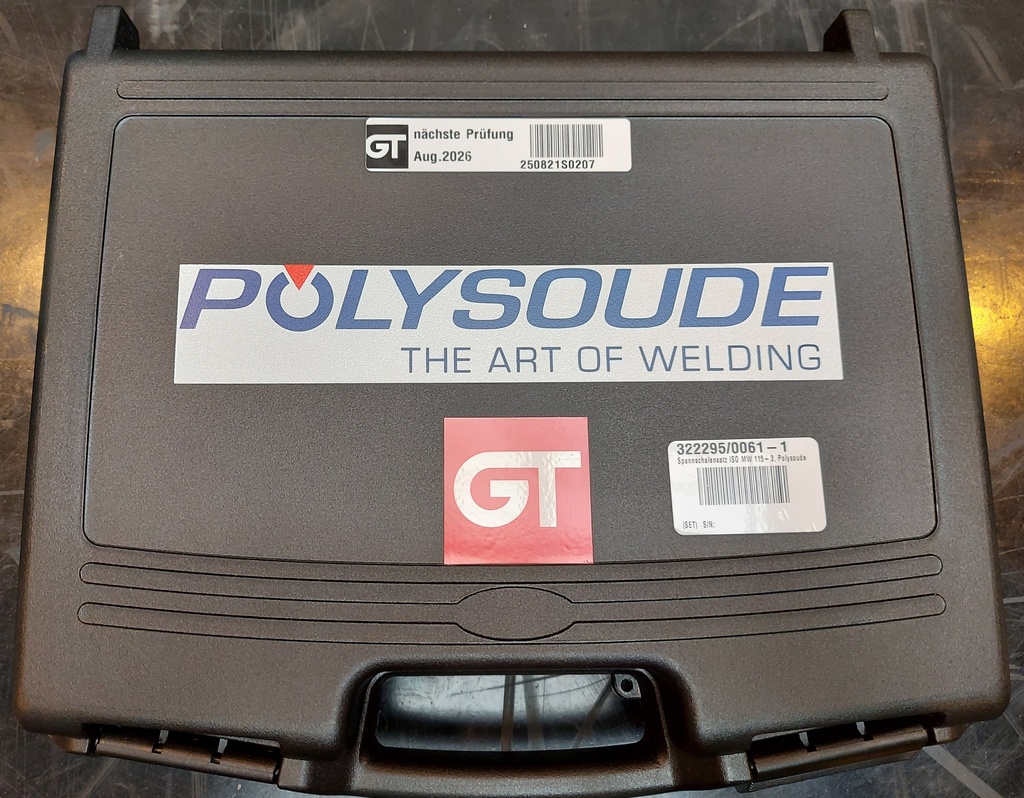 GT
nächste Prüfung
Aug.2026
250821S0207
POLYSOUDE
THE ART OF WELDING
GT
322295/0061-1
Spannschalensatz ISO MW 115-3, Polysoude
(SET) S/N: